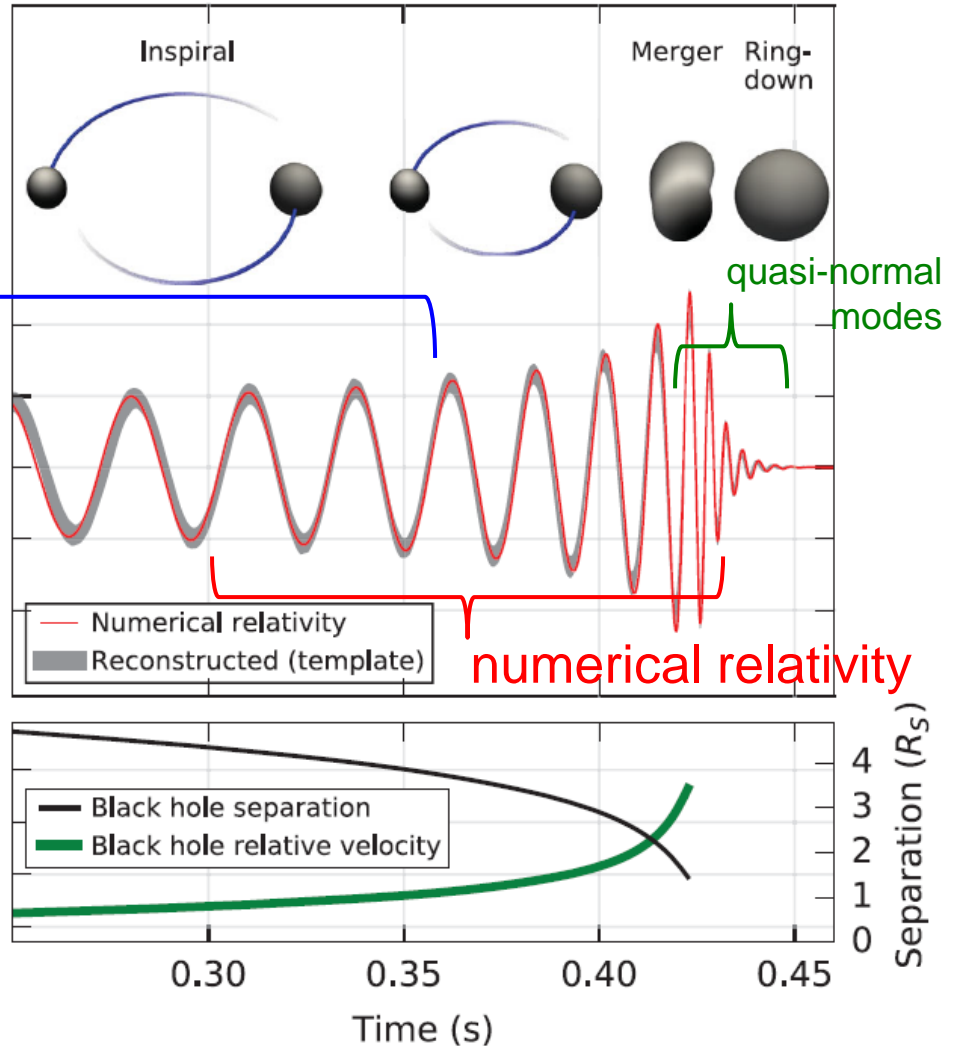 Inspiral
Merger
Ring-
down
quasi-normal
modes
Numerical relativity
Reconstructed (template)
numerical relativity
Black hole separation
Black hole relative velocity
4
3
2
1
0
Separation (R_S)
0.30
0.35
0.40
0.45
Time (s)